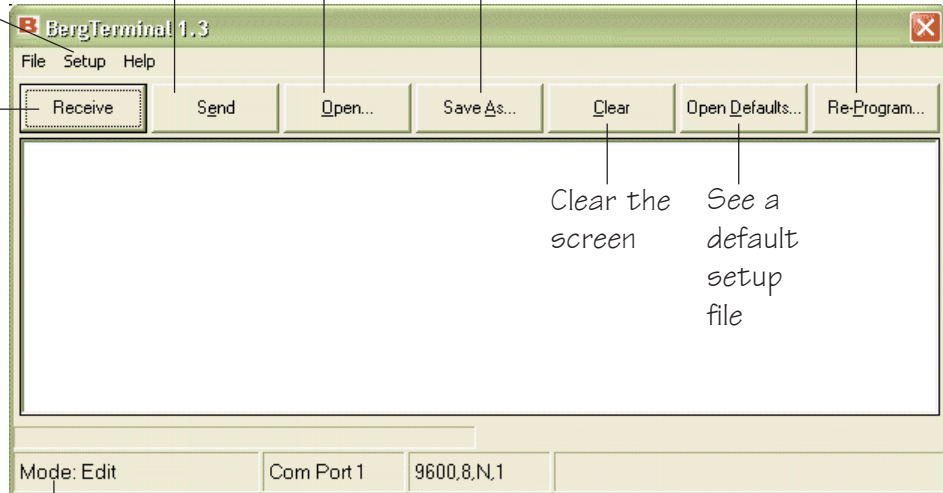 B BergTerminal 1.3
File Setup Help
Receive Send Open... Save As... Clear Open Defaults... Re-Program...
Clear the screen
See a default setup file
Mode: Edit Com Port 1 9600,8,N,1